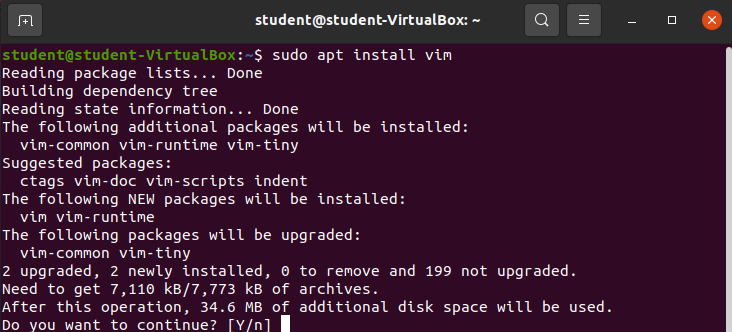 student@student-VirtualBox: ~
student@student-VirtualBox:~$ sudo apt install vim
Reading package lists... Done
Building dependency tree
Reading state information... Done
The following additional packages will be installed:
  vim-common vim-runtime vim-tiny
Suggested packages:
  ctags vim-doc vim-scripts indent
The following NEW packages will be installed:
  vim vim-runtime
The following packages will be upgraded:
  vim-common vim-tiny
2 upgraded, 2 newly installed, 0 to remove and 199 not upgraded.
Need to get 7,110 kB/7,773 kB of archives.
After this operation, 34.6 MB of additional disk space will be used.
Do you want to continue? [Y/n]